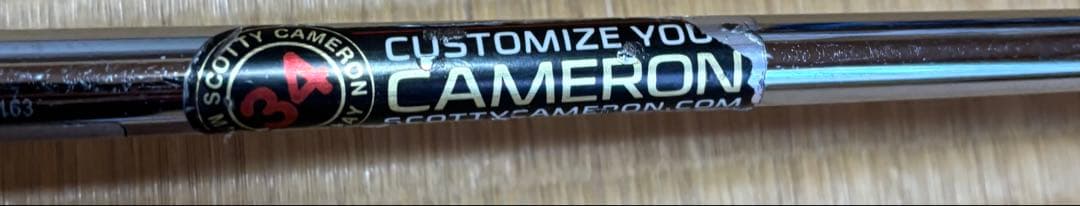 SCOTTY CAMERON
34
CUSTOMIZE YOU
CAMERON
SCOTTYCAMERON.COM
163